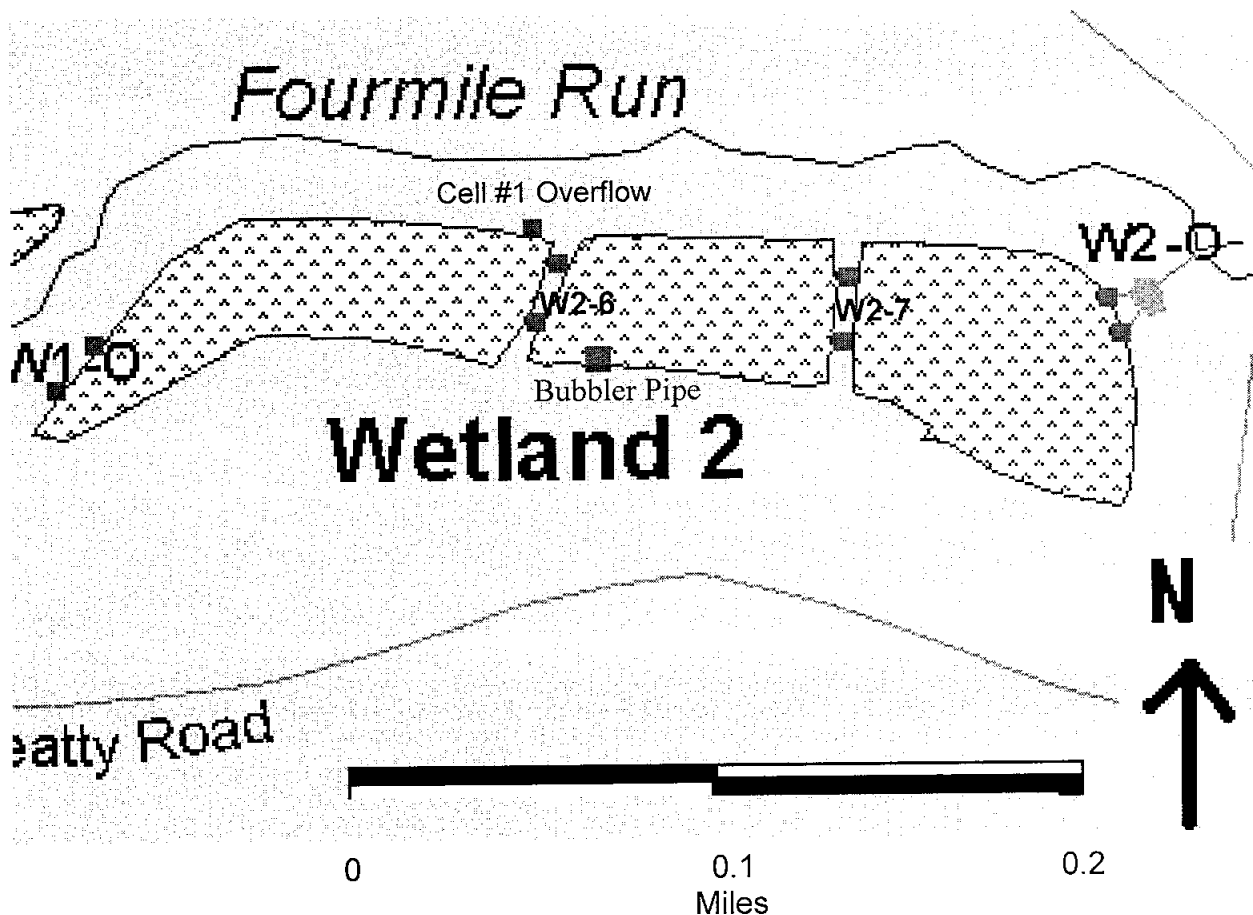 Fourmile Run
Cell #1 Overflow
W2-O
W2-6
W2-7
W1-O
Bubbler Pipe
Wetland 2
N
eatty Road
0
0.1
0.2
Miles